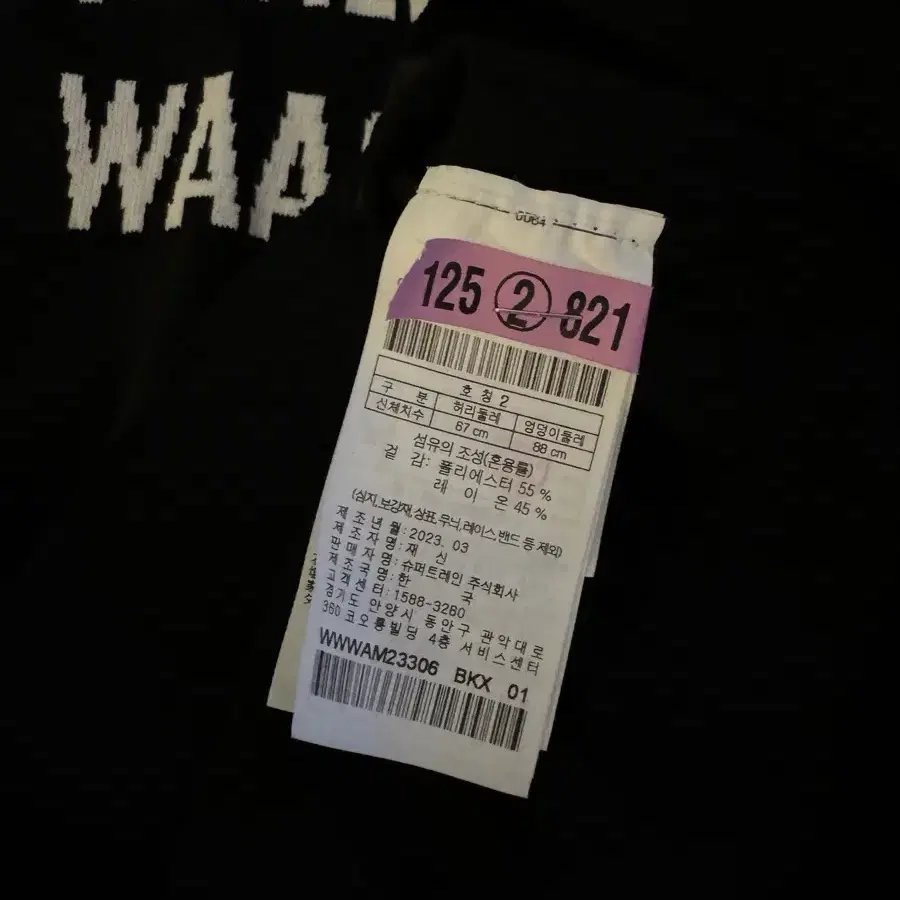 WAA
0084
125 2 821
호 칭 2
구 분 허리둘레 엉덩이둘레
신체치수 67 cm 88 cm
섬유의 조성(혼용률)
겉 감: 폴리에스터 55 %
레 이 온 45 %
(심지,보강재,상표,무늬,레이스,밴드 등 제외)
제 조 년 월 : 2023. 03
제 조 자 명 : 재 신
판 매 자 명 : 슈퍼트레인 주식회사
제 조 국 명 : 한 국
고객센터 : 1588-3260
경기도 안양시 동안구 관악대로
360 코오롱빌딩 4층 서비스센터
WWWAM23306 BKX 01